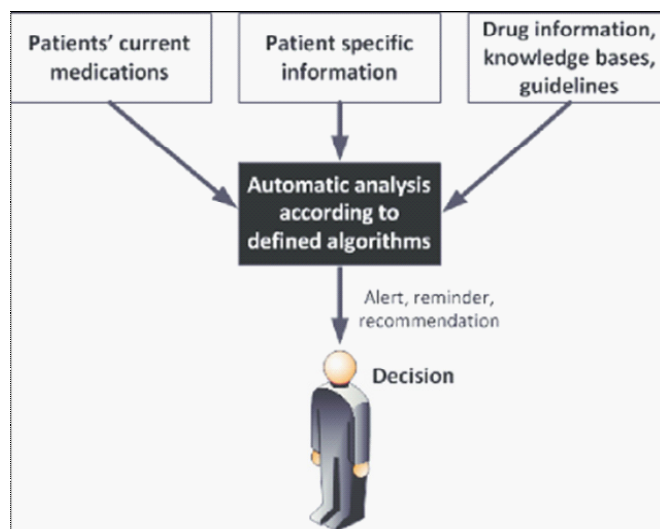 Patients' current
medications
Patient specific
information
Drug information,
knowledge bases,
guidelines
Automatic analysis
according to
defined algorithms
Alert, reminder,
recommendation
Decision